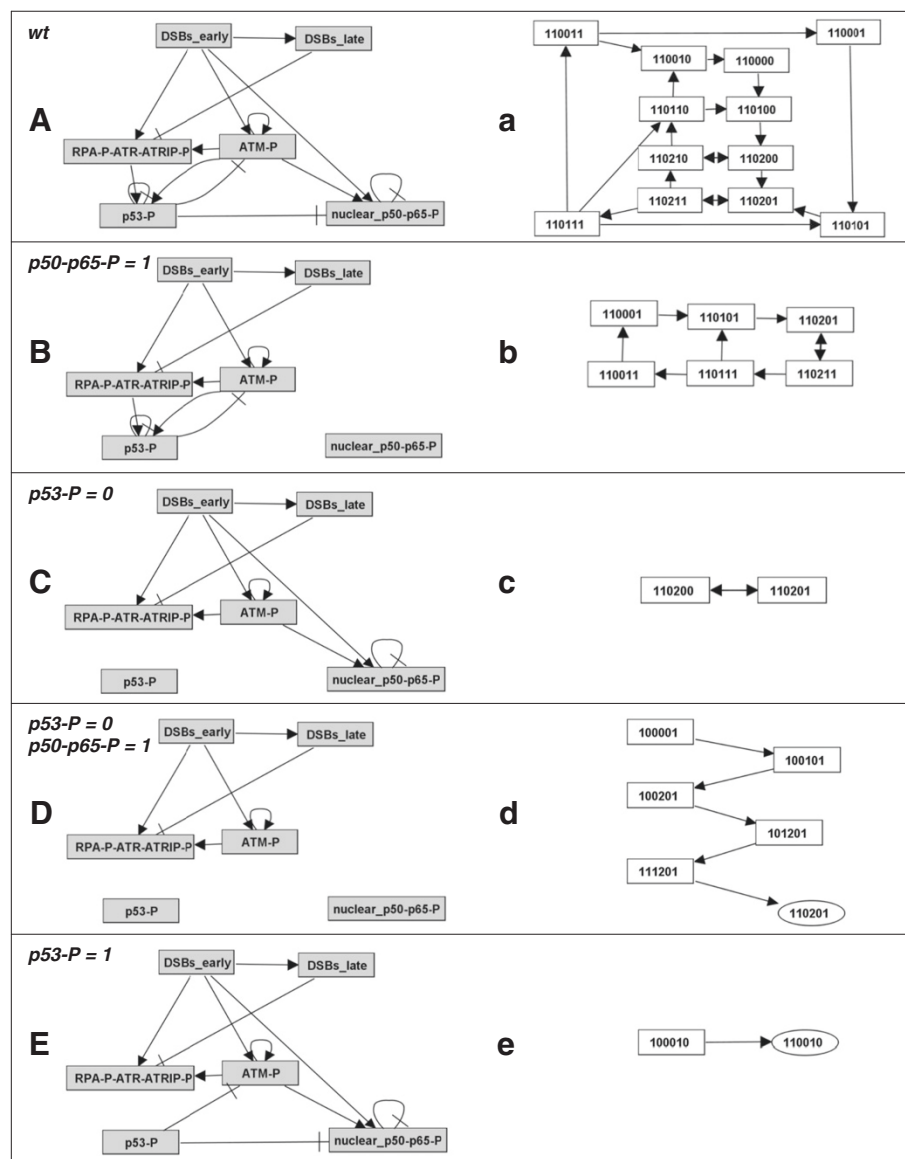 wt
DSBs_early
DSBs_late
RPA-P-ATR-ATRIP-P
ATM-P
p53-P
nuclear_p50-p65-P
A
a
110011
110001
110010
110000
110110
110100
110210
110200
110211
110201
110111
110101
p50-p65-P = 1
DSBs_early
DSBs_late
RPA-P-ATR-ATRIP-P
ATM-P
p53-P
nuclear_p50-p65-P
B
b
110001
110101
110201
110011
110111
110211
p53-P = 0
DSBs_early
DSBs_late
RPA-P-ATR-ATRIP-P
ATM-P
p53-P
nuclear_p50-p65-P
C
c
110200
110201
p53-P = 0
p50-p65-P = 1
DSBs_early
DSBs_late
RPA-P-ATR-ATRIP-P
ATM-P
p53-P
nuclear_p50-p65-P
D
d
100001
100101
100201
101201
111201
110201
p53-P = 1
DSBs_early
DSBs_late
RPA-P-ATR-ATRIP-P
ATM-P
p53-P
nuclear_p50-p65-P
E
e
100010
110010